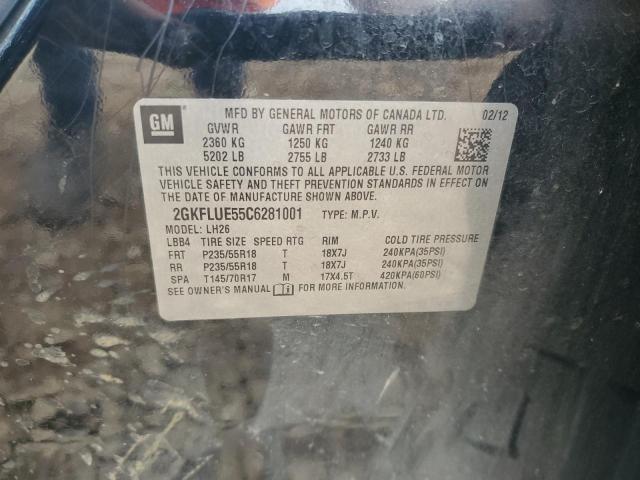 GM
MFD BY GENERAL MOTORS OF CANADA LTD. 02/12
GVWR GAWR FRT GAWR RR
2360 KG 1250 KG 1240 KG
5202 LB 2755 LB 2733 LB
THIS VEHICLE CONFORMS TO ALL APPLICABLE U.S. FEDERAL MOTOR
VEHICLE SAFETY AND THEFT PREVENTION STANDARDS IN EFFECT ON
THE DATE OF MANUFACTURE SHOWN ABOVE.
2GKFLUE55C6281001 TYPE: M.P.V.
MODEL: LH26
LBB4 TIRE SIZE SPEED RTG RIM COLD TIRE PRESSURE
FRT P235/55R18 T 18X7J 240KPA(35PSI)
RR P235/55R18 T 18X7J 240KPA(35PSI)
SPA T145/70R17 M 17X4.5T 420KPA(60PSI)
SEE OWNER'S MANUAL FOR MORE INFORMATION.